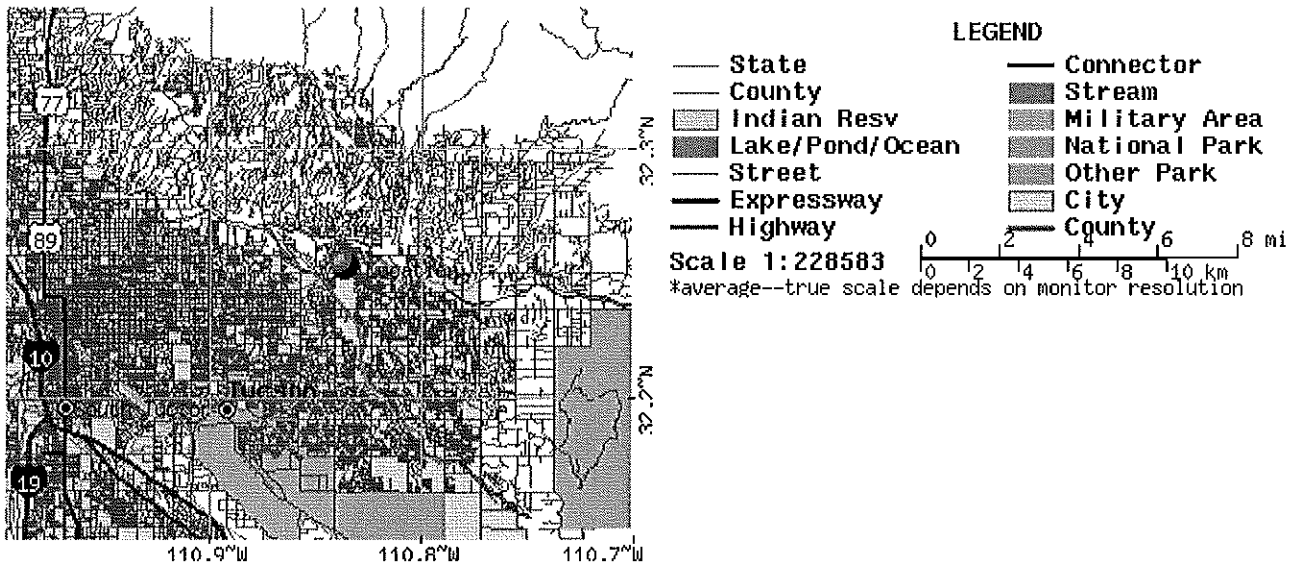 LEGEND
State
County
Indian Resv
Lake/Pond/Ocean
Street
Expressway
Highway
Connector
Stream
Military Area
National Park
Other Park
City
County
0 2 4 6 8 mi
Scale 1:228583
0 2 4 6 8 10 km
*average--true scale depends on monitor resolution
77
89
10
19
Location
Tucson
South Tucson
32.3~N
32.2~N
110.9~W
110.8~W
110.7~W